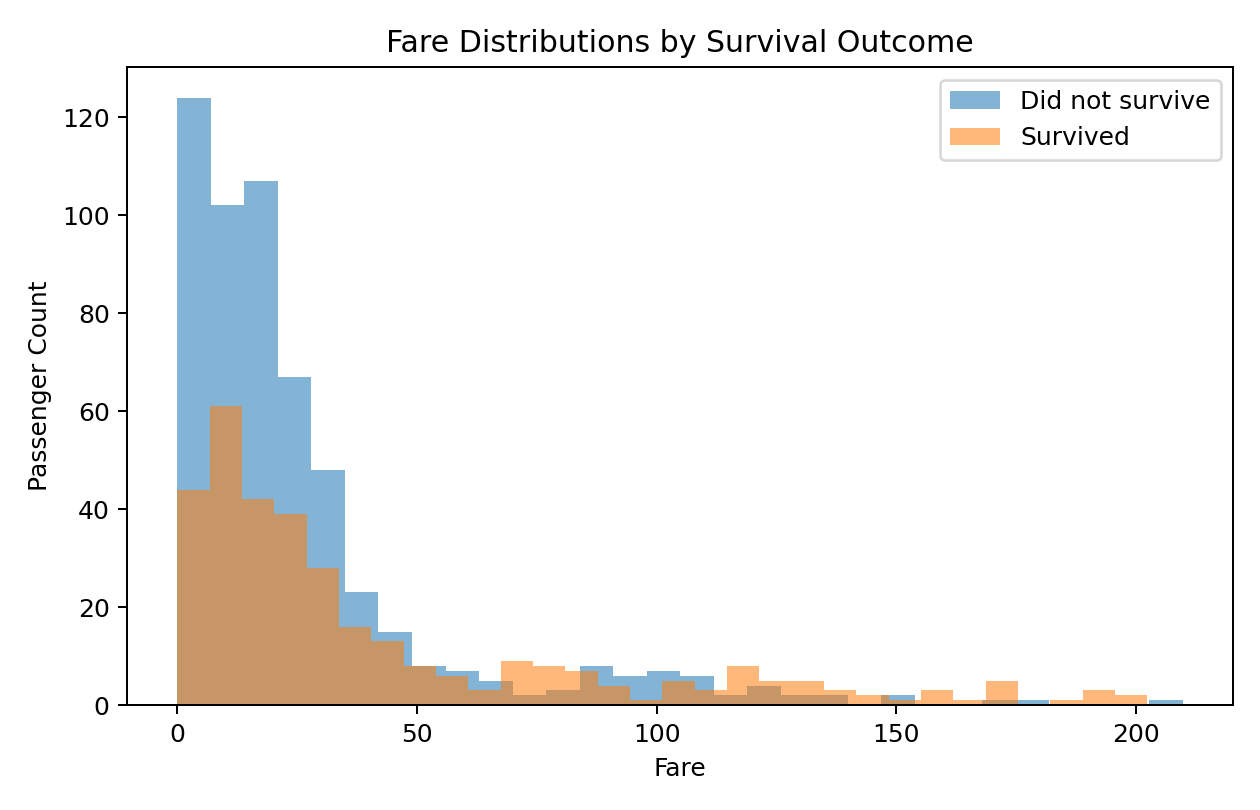 Fare Distributions by Survival Outcome
Did not survive
Survived
Passenger Count
120
100
80
60
40
20
0
0 50 100 150 200
Fare